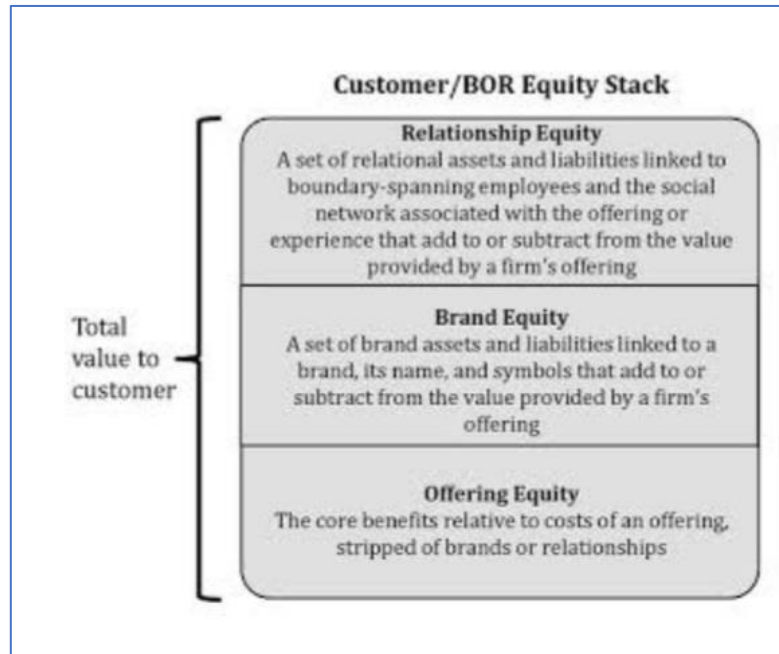 Customer/BOR Equity Stack
Relationship Equity
A set of relational assets and liabilities linked to
boundary-spanning employees and the social
network associated with the offering or
experience that add to or subtract from the value
provided by a firm's offering
Total
value to
customer
Brand Equity
A set of brand assets and liabilities linked to a
brand, its name, and symbols that add to or
subtract from the value provided by a firm's
offering
Offering Equity
The core benefits relative to costs of an offering,
stripped of brands or relationships